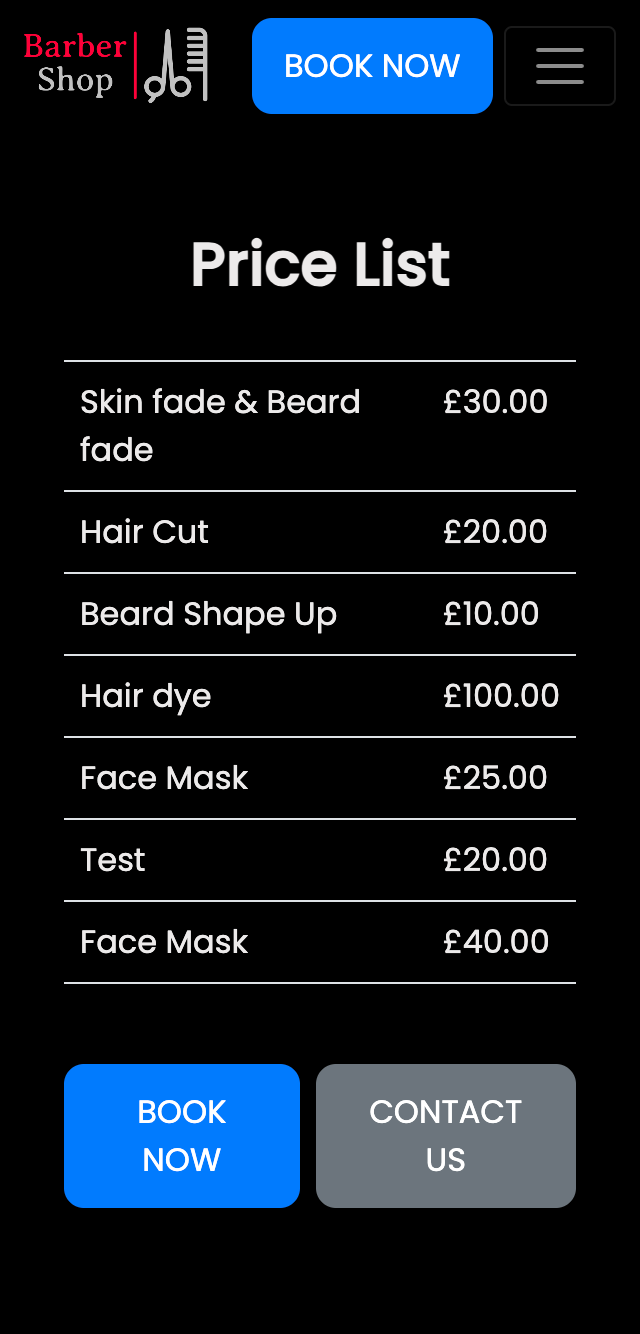 Barber
Shop
BOOK NOW
Price List
Skin fade & Beard £30.00
fade
Hair Cut £20.00
Beard Shape Up £10.00
Hair dye £100.00
Face Mask £25.00
Test £20.00
Face Mask £40.00
BOOK
NOW
CONTACT
US